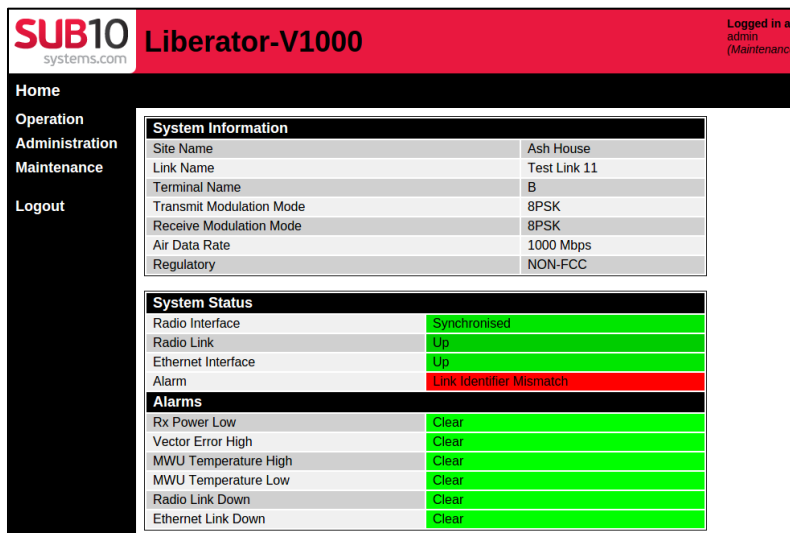 SUB10
systems.com
Liberator-V1000
Logged in a
admin
(Maintenanc
Home
Operation
Administration
Maintenance
Logout
System Information
Site Name Ash House
Link Name Test Link 11
Terminal Name B
Transmit Modulation Mode 8PSK
Receive Modulation Mode 8PSK
Air Data Rate 1000 Mbps
Regulatory NON-FCC
System Status
Radio Interface Synchronised
Radio Link Up
Ethernet Interface Up
Alarm Link Identifier Mismatch
Alarms
Rx Power Low Clear
Vector Error High Clear
MWU Temperature High Clear
MWU Temperature Low Clear
Radio Link Down Clear
Ethernet Link Down Clear